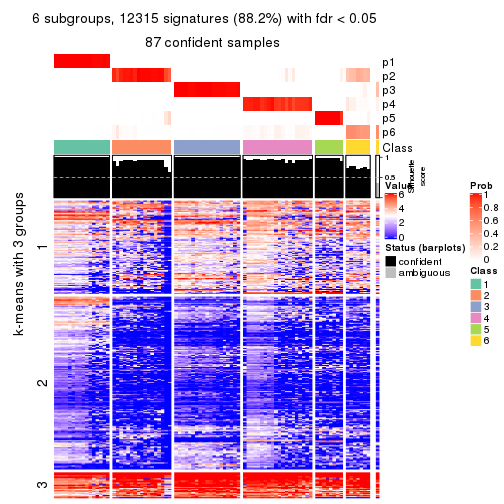 6 subgroups, 12315 signatures (88.2%) with fdr < 0.05
87 confident samples
p1
p2
p3
p4
p5
p6
Class
1
0.5
0
Silhouette
score
k-means with 3 groups
1
2
3
Value
6
4
2
0
Status (barplots)
confident
ambiguous
Prob
1
0.8
0.6
0.4
0.2
0
Class
1
2
3
4
5
6